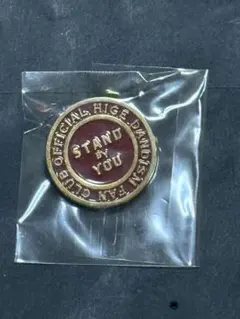 OFFICIAL HIGE DANDISM FAN CLUB
STAND
BY
YOU